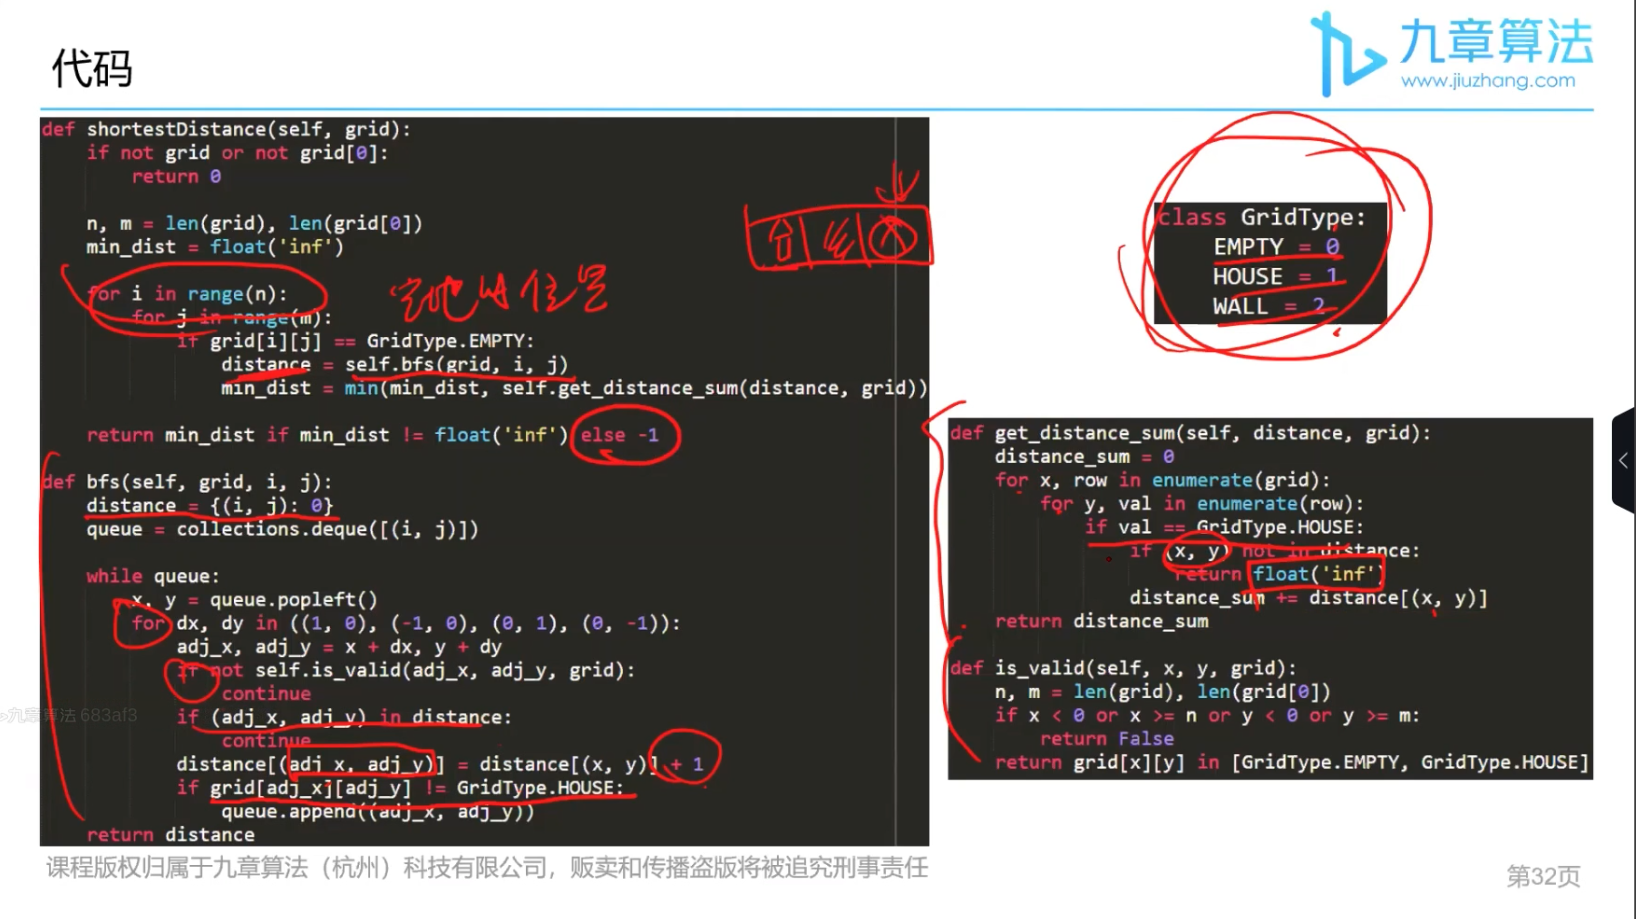 代码
九章算法
www.jiuzhang.com
def shortestDistance(self, grid):
    if not grid or not grid[0]:
        return 0
    n, m = len(grid), len(grid[0])
    min_dist = float('inf')
    for i in range(n):
        for j in range(m):
            if grid[i][j] == GridType.EMPTY:
                distance = self.bfs(grid, i, j)
                min_dist = min(min_dist, self.get_distance_sum(distance, grid))
    return min_dist if min_dist != float('inf') else -1
def bfs(self, grid, i, j):
    distance = {(i, j): 0}
    queue = collections.deque([(i, j)])
    while queue:
        x, y = queue.popleft()
        for dx, dy in ((1, 0), (-1, 0), (0, 1), (0, -1)):
            adj_x, adj_y = x + dx, y + dy
            if not self.is_valid(adj_x, adj_y, grid):
                continue
            if (adj_x, adj_y) in distance:
                continue
            distance[(adj_x, adj_y)] = distance[(x, y)] + 1
            if grid[adj_x][adj_y] != GridType.HOUSE:
                queue.append((adj_x, adj_y))
    return distance
空地的位置
class GridType:
    EMPTY = 0
    HOUSE = 1
    WALL = 2
def get_distance_sum(self, distance, grid):
    distance_sum = 0
    for x, row in enumerate(grid):
        for y, val in enumerate(row):
            if val == GridType.HOUSE:
                if (x, y) not in distance:
                    return float('inf')
                distance_sum += distance[(x, y)]
    return distance_sum
def is_valid(self, x, y, grid):
    n, m = len(grid), len(grid[0])
    if x < 0 or x >= n or y < 0 or y >= m:
        return False
    return grid[x][y] in [GridType.EMPTY, GridType.HOUSE]
九章算法 683af3
课程版权归属于九章算法（杭州）科技有限公司，贩卖和传播盗版将被追究刑事责任
第32页